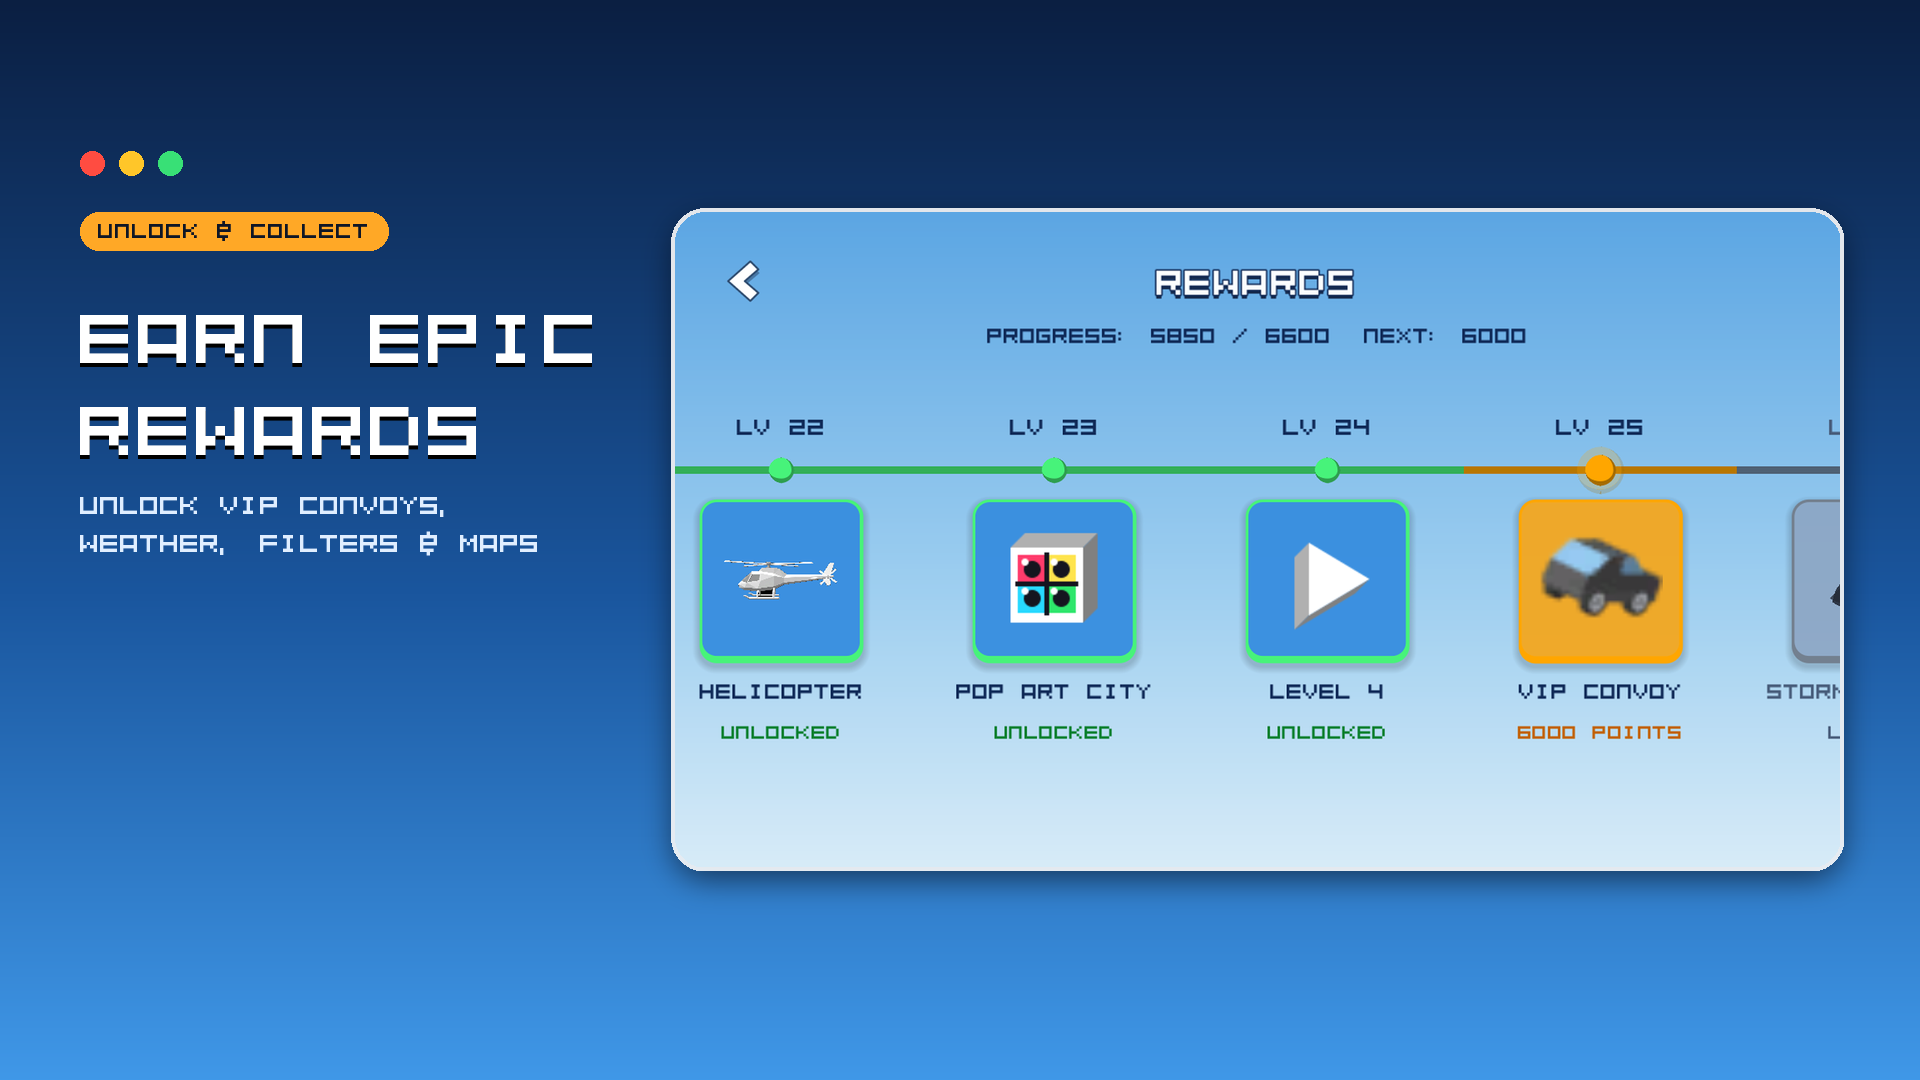 UNLOCK & COLLECT
EARN EPIC
REWARDS
UNLOCK VIP CONVOYS,
WEATHER, FILTERS & MAPS
REWARDS
PROGRESS: 5850 / 6600 NEXT: 6000
LV 22 LV 23 LV 24 LV 25
HELICOPTER POP ART CITY LEVEL 4 VIP CONVOY
UNLOCKED UNLOCKED UNLOCKED 6000 POINTS